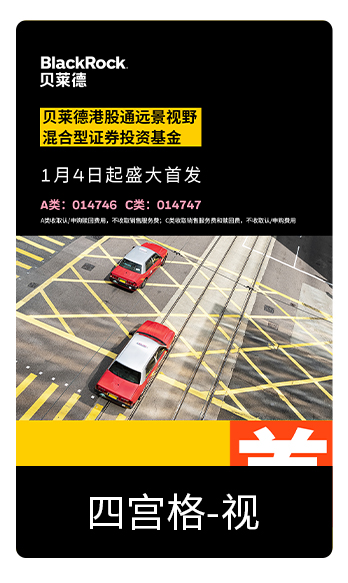 BlackRock.
贝莱德
贝莱德港股通远景视野
混合型证券投资基金
1月4日起盛大首发
A类：014746 C类：014747
A类收取认/申购赎回费用，不收取销售服务费；C类收取销售服务费和赎回费，不收取认/申购费用
四宫格-视